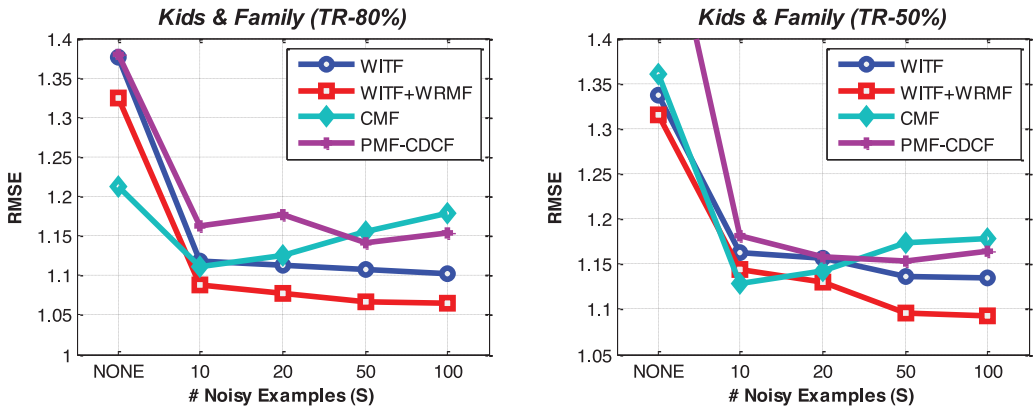 Kids & Family (TR-80%)
1.4
1.35
1.3
1.25
1.2
1.15
1.1
1.05
1
RMSE
WITF
WITF+WRMF
CMF
PMF-CDCF
NONE 10 20 50 100
# Noisy Examples (S)
Kids & Family (TR-50%)
1.4
1.35
1.3
1.25
1.2
1.15
1.1
1.05
RMSE
WITF
WITF+WRMF
CMF
PMF-CDCF
NONE 10 20 50 100
# Noisy Examples (S)